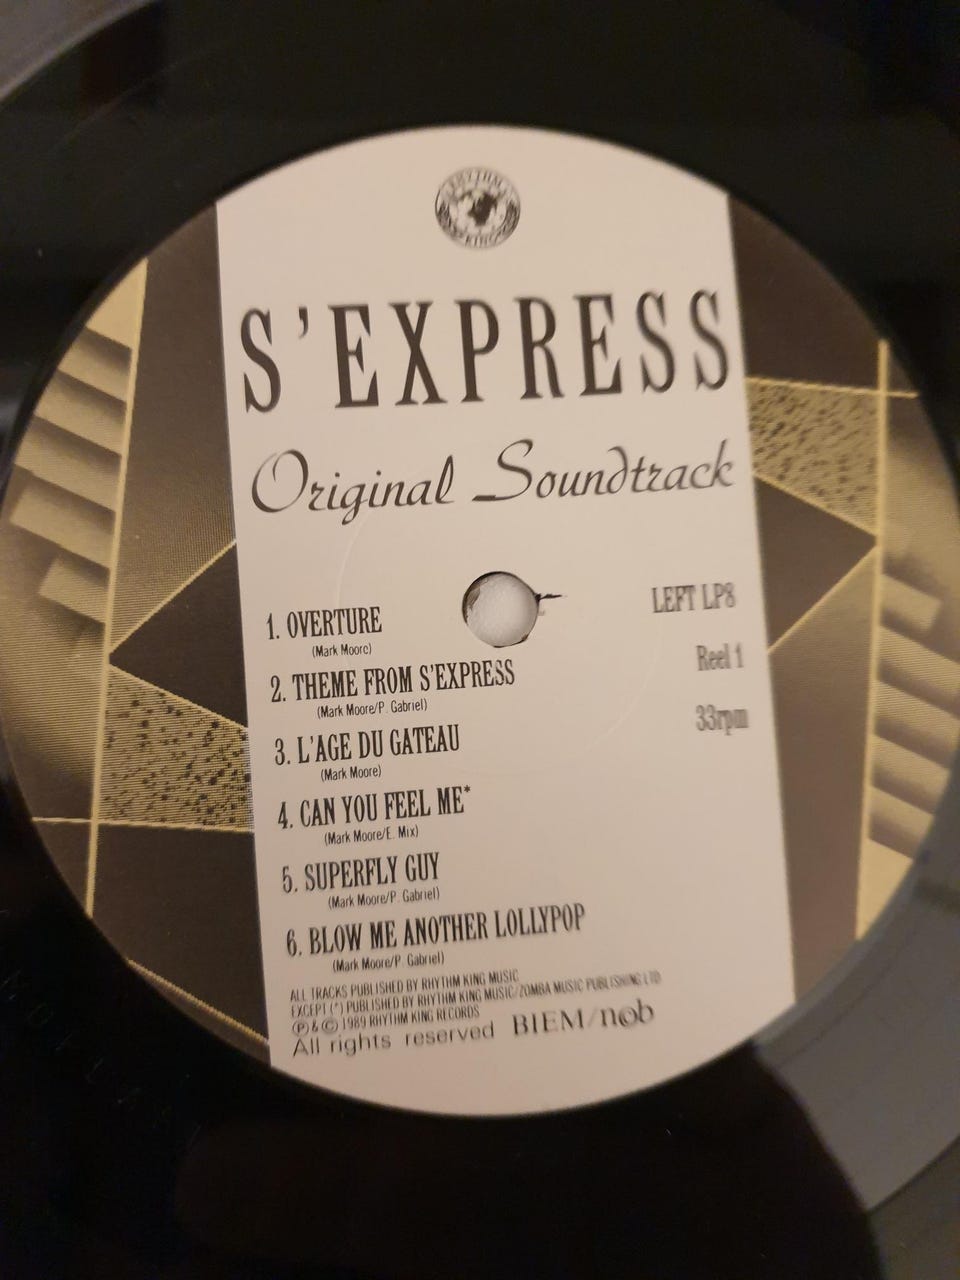 RHYTHM
KING
S'EXPRESS
Original Soundtrack
LEFT LP8
Reel 1
33rpm
1. OVERTURE
(Mark Moore)
2. THEME FROM S'EXPRESS
(Mark Moore/P. Gabriel)
3. L'AGE DU GATEAU
(Mark Moore)
4. CAN YOU FEEL ME*
(Mark Moore/E. Mix)
5. SUPERFLY GUY
(Mark Moore/P. Gabriel)
6. BLOW ME ANOTHER LOLLYPOP
(Mark Moore/P. Gabriel)
ALL TRACKS PUBLISHED BY RHYTHM KING MUSIC
EXCEPT (*) PUBLISHED BY RHYTHM KING MUSIC/ZOMBA MUSIC PUBLISHING LTD
℗ & © 1989 RHYTHM KING RECORDS
All rights reserved BIEM/ncb